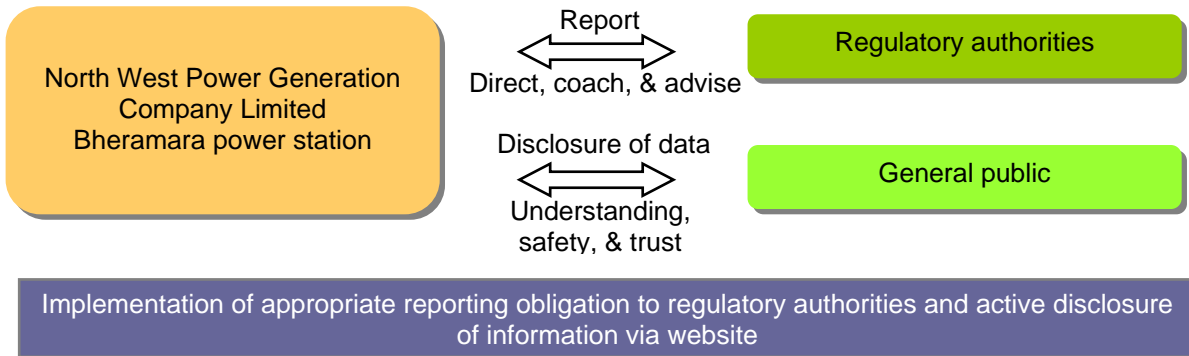 North West Power Generation
Company Limited
Bheramara power station
Report
Direct, coach, & advise
Regulatory authorities
Disclosure of data
Understanding,
safety, & trust
General public
Implementation of appropriate reporting obligation to regulatory authorities and active disclosure
of information via website